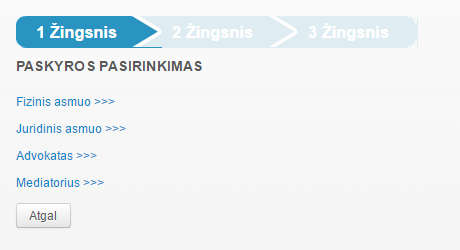 1 Žingsnis 2 Žingsnis 3 Žingsnis
PASKYROS PASIRINKIMAS
Fizinis asmuo >>>
Juridinis asmuo >>>
Advokatas >>>
Mediatorius >>>
Atgal